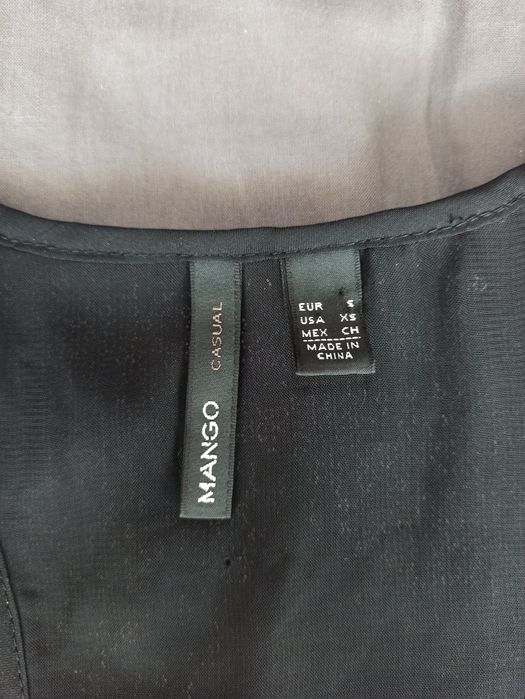 MANGO CASUAL
EUR S
USA XS
MEX CH
MADE IN
CHINA